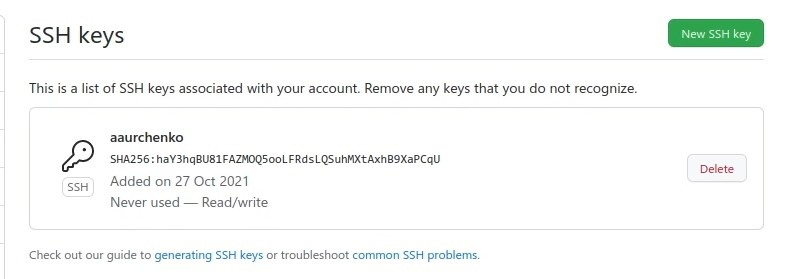 SSH keys
New SSH key
This is a list of SSH keys associated with your account. Remove any keys that you do not recognize.
aaurchenko
SHA256:haY3hqBU81FAZMOQ5ooLFRdsLQSuhMXtAxhB9XaPCqU
SSH
Added on 27 Oct 2021
Never used — Read/write
Delete
Check out our guide to generating SSH keys or troubleshoot common SSH problems.